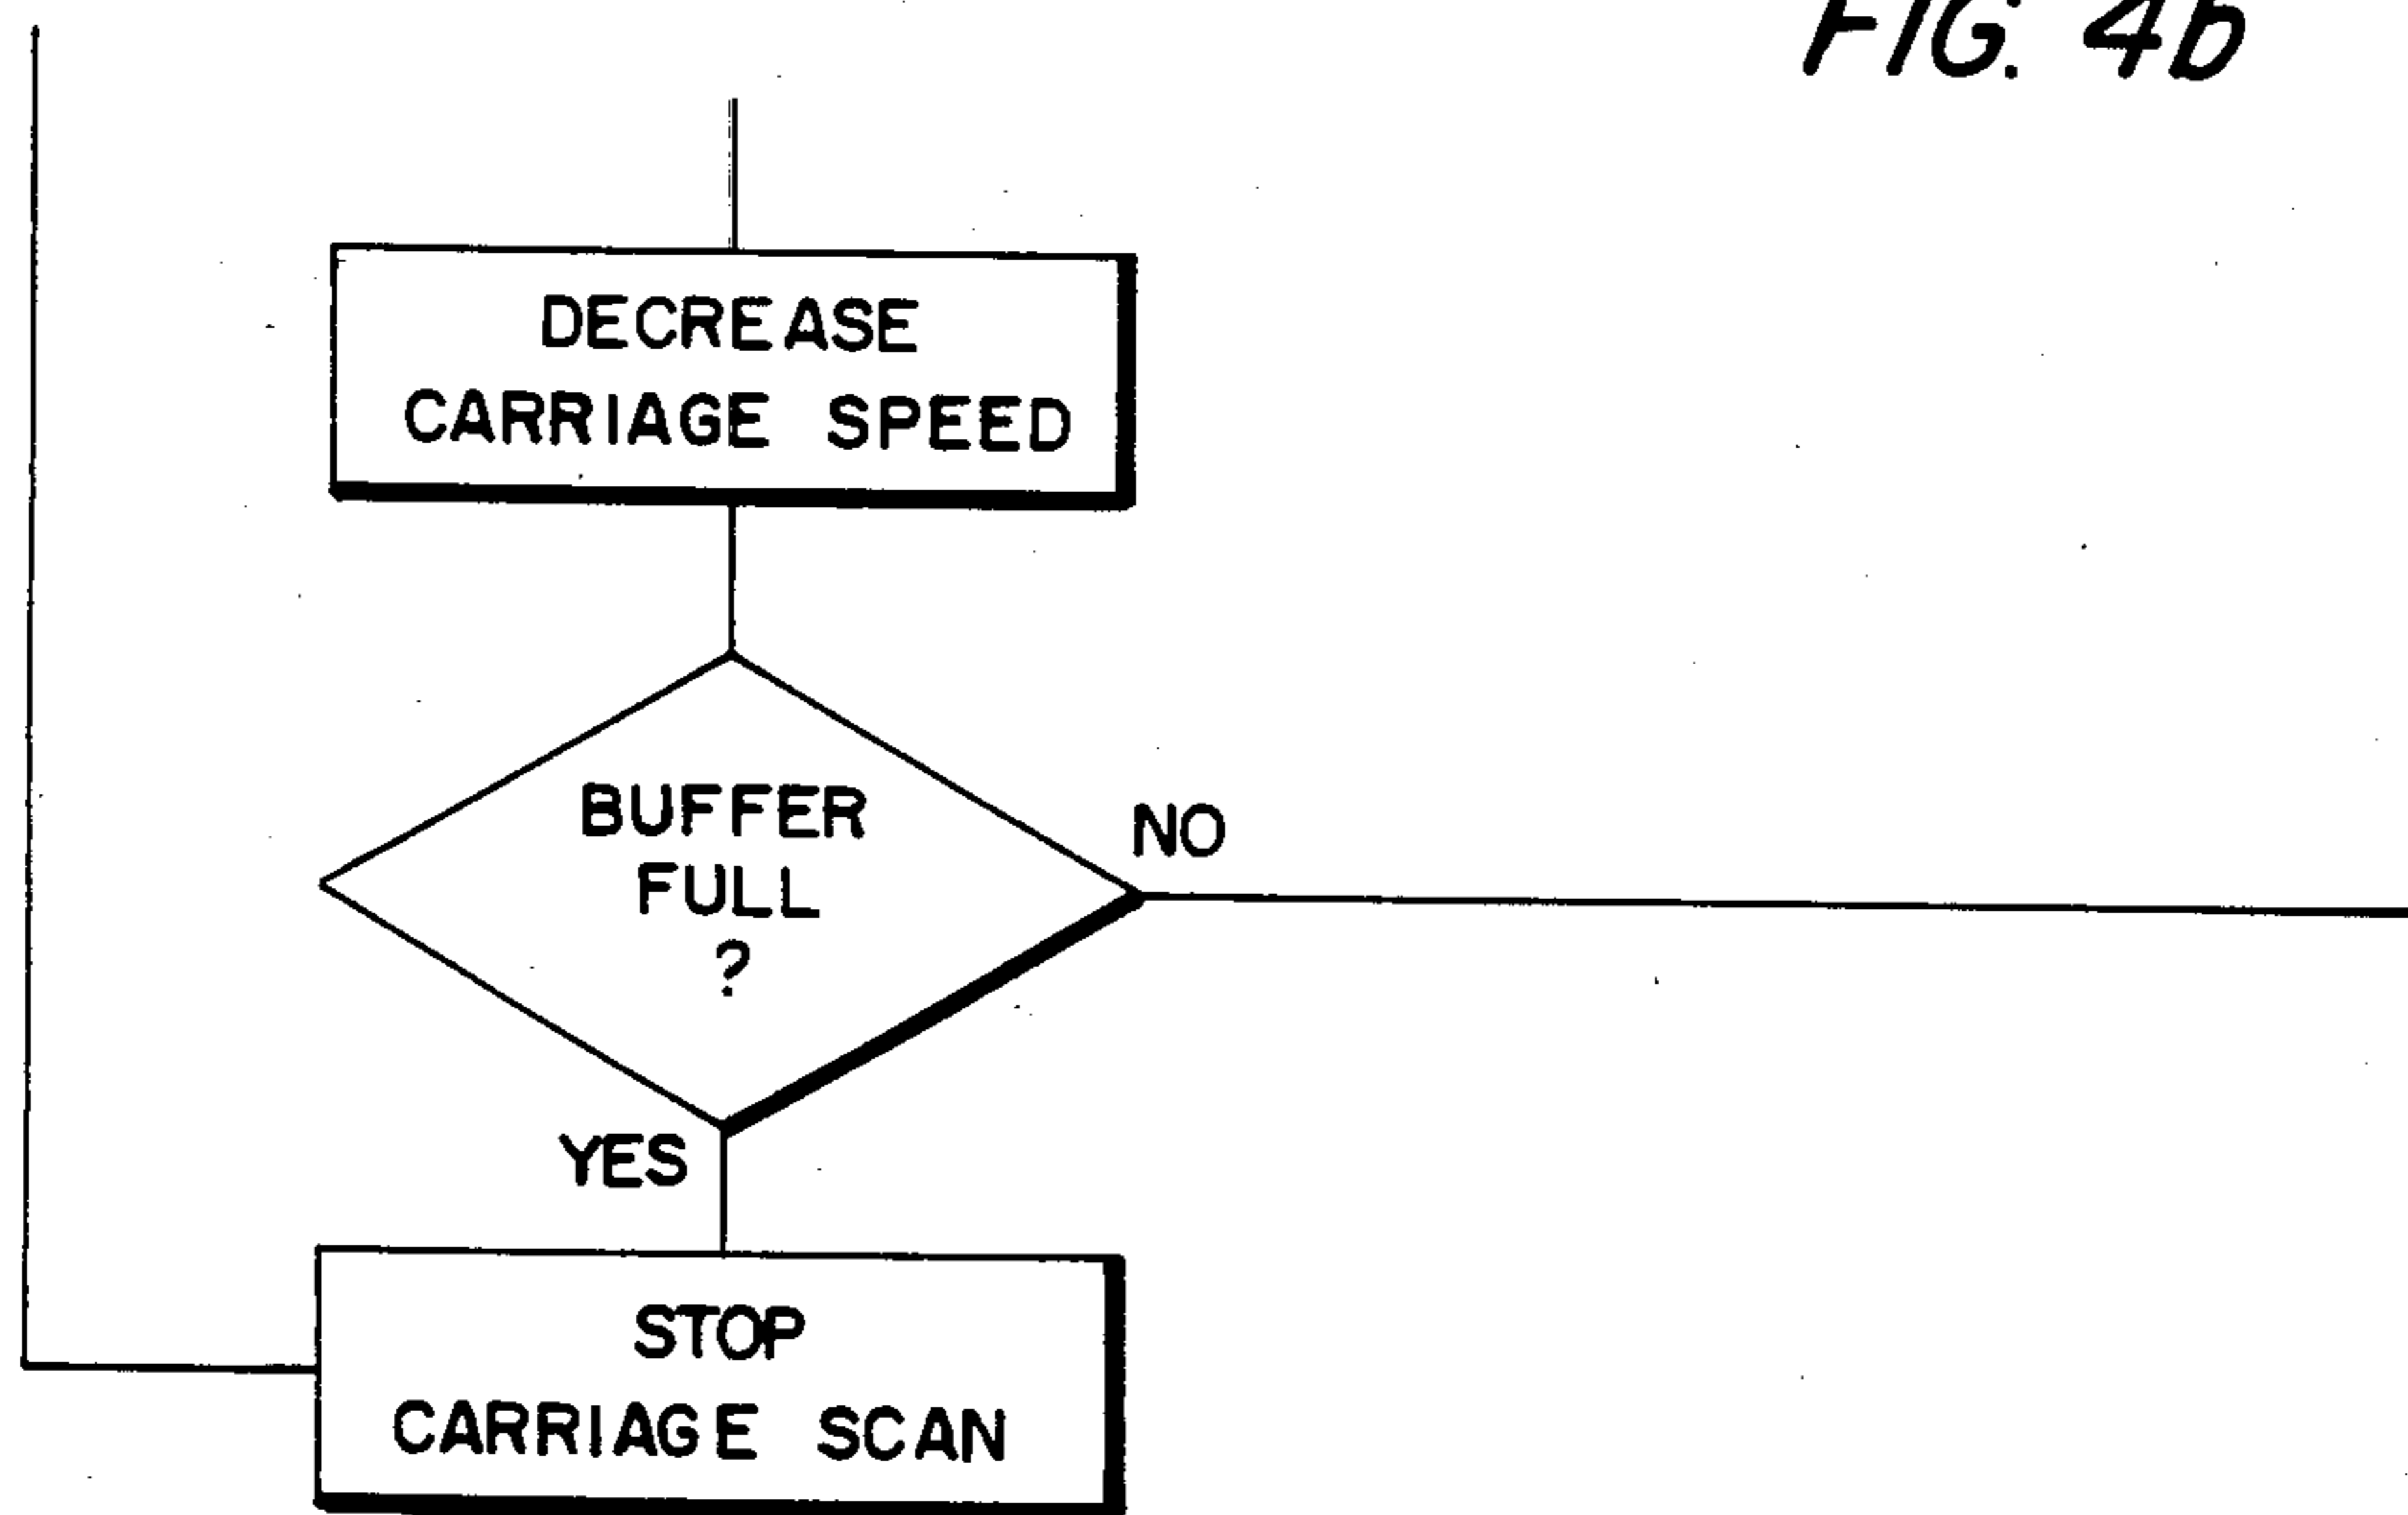 FIG. 4b
DECREASE
CARRIAGE SPEED
BUFFER
FULL
?
NO
YES
STOP
CARRIAGE SCAN